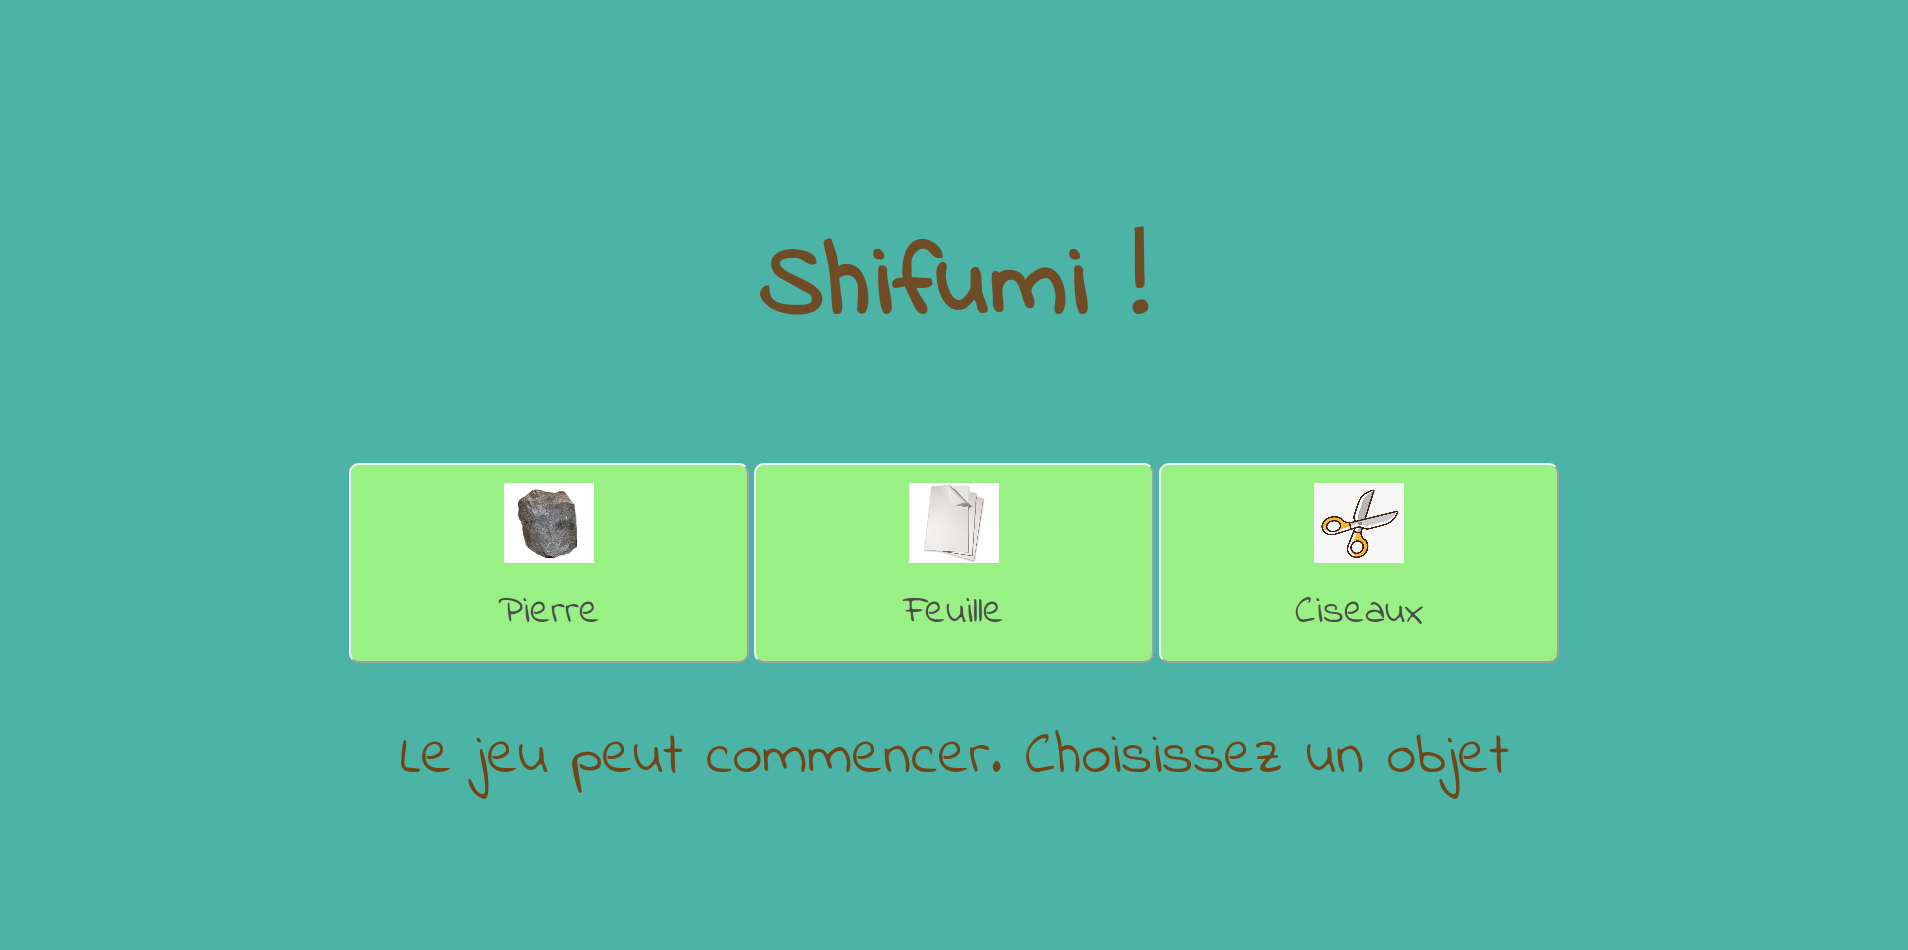 Shifumi !
Pierre
Feuille
Ciseaux
Le jeu peut commencer. Choisissez un objet